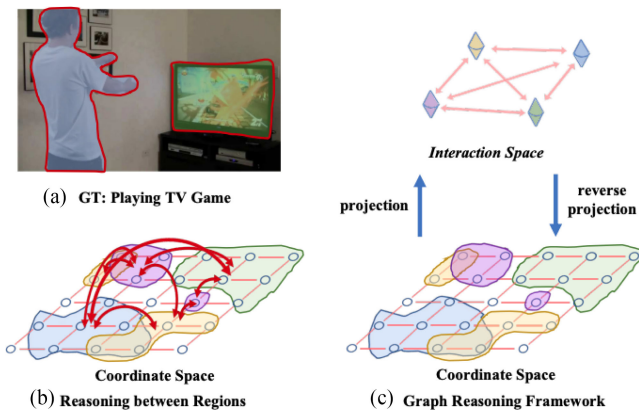 (a) GT: Playing TV Game
Interaction Space
projection
reverse
projection
Coordinate Space
(b) Reasoning between Regions
Coordinate Space
(c) Graph Reasoning Framework